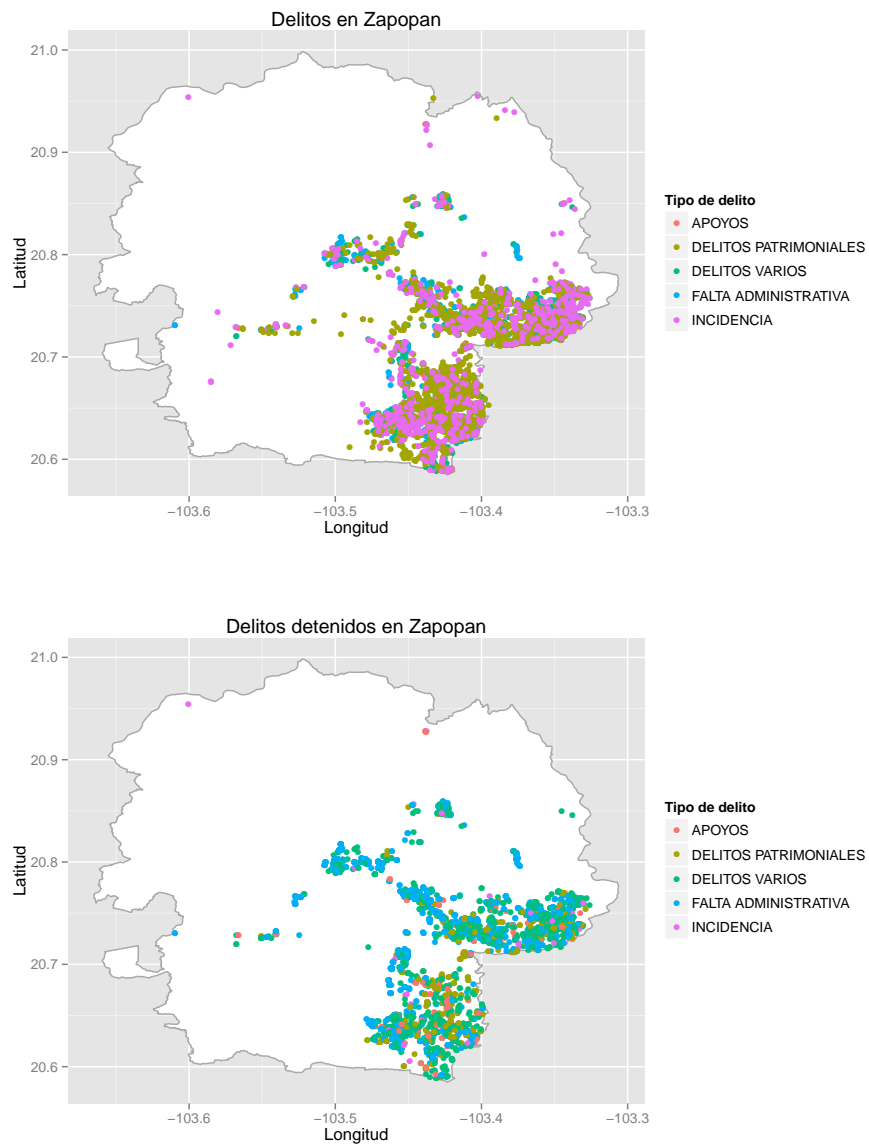 Delitos en Zapopan
21.0
20.9
20.8
20.7
20.6
Latitud
−103.6
−103.5
−103.4
−103.3
Longitud
Tipo de delito
APOYOS
DELITOS PATRIMONIALES
DELITOS VARIOS
FALTA ADMINISTRATIVA
INCIDENCIA
Delitos detenidos en Zapopan
21.0
20.9
20.8
20.7
20.6
Latitud
−103.6
−103.5
−103.4
−103.3
Longitud
Tipo de delito
APOYOS
DELITOS PATRIMONIALES
DELITOS VARIOS
FALTA ADMINISTRATIVA
INCIDENCIA